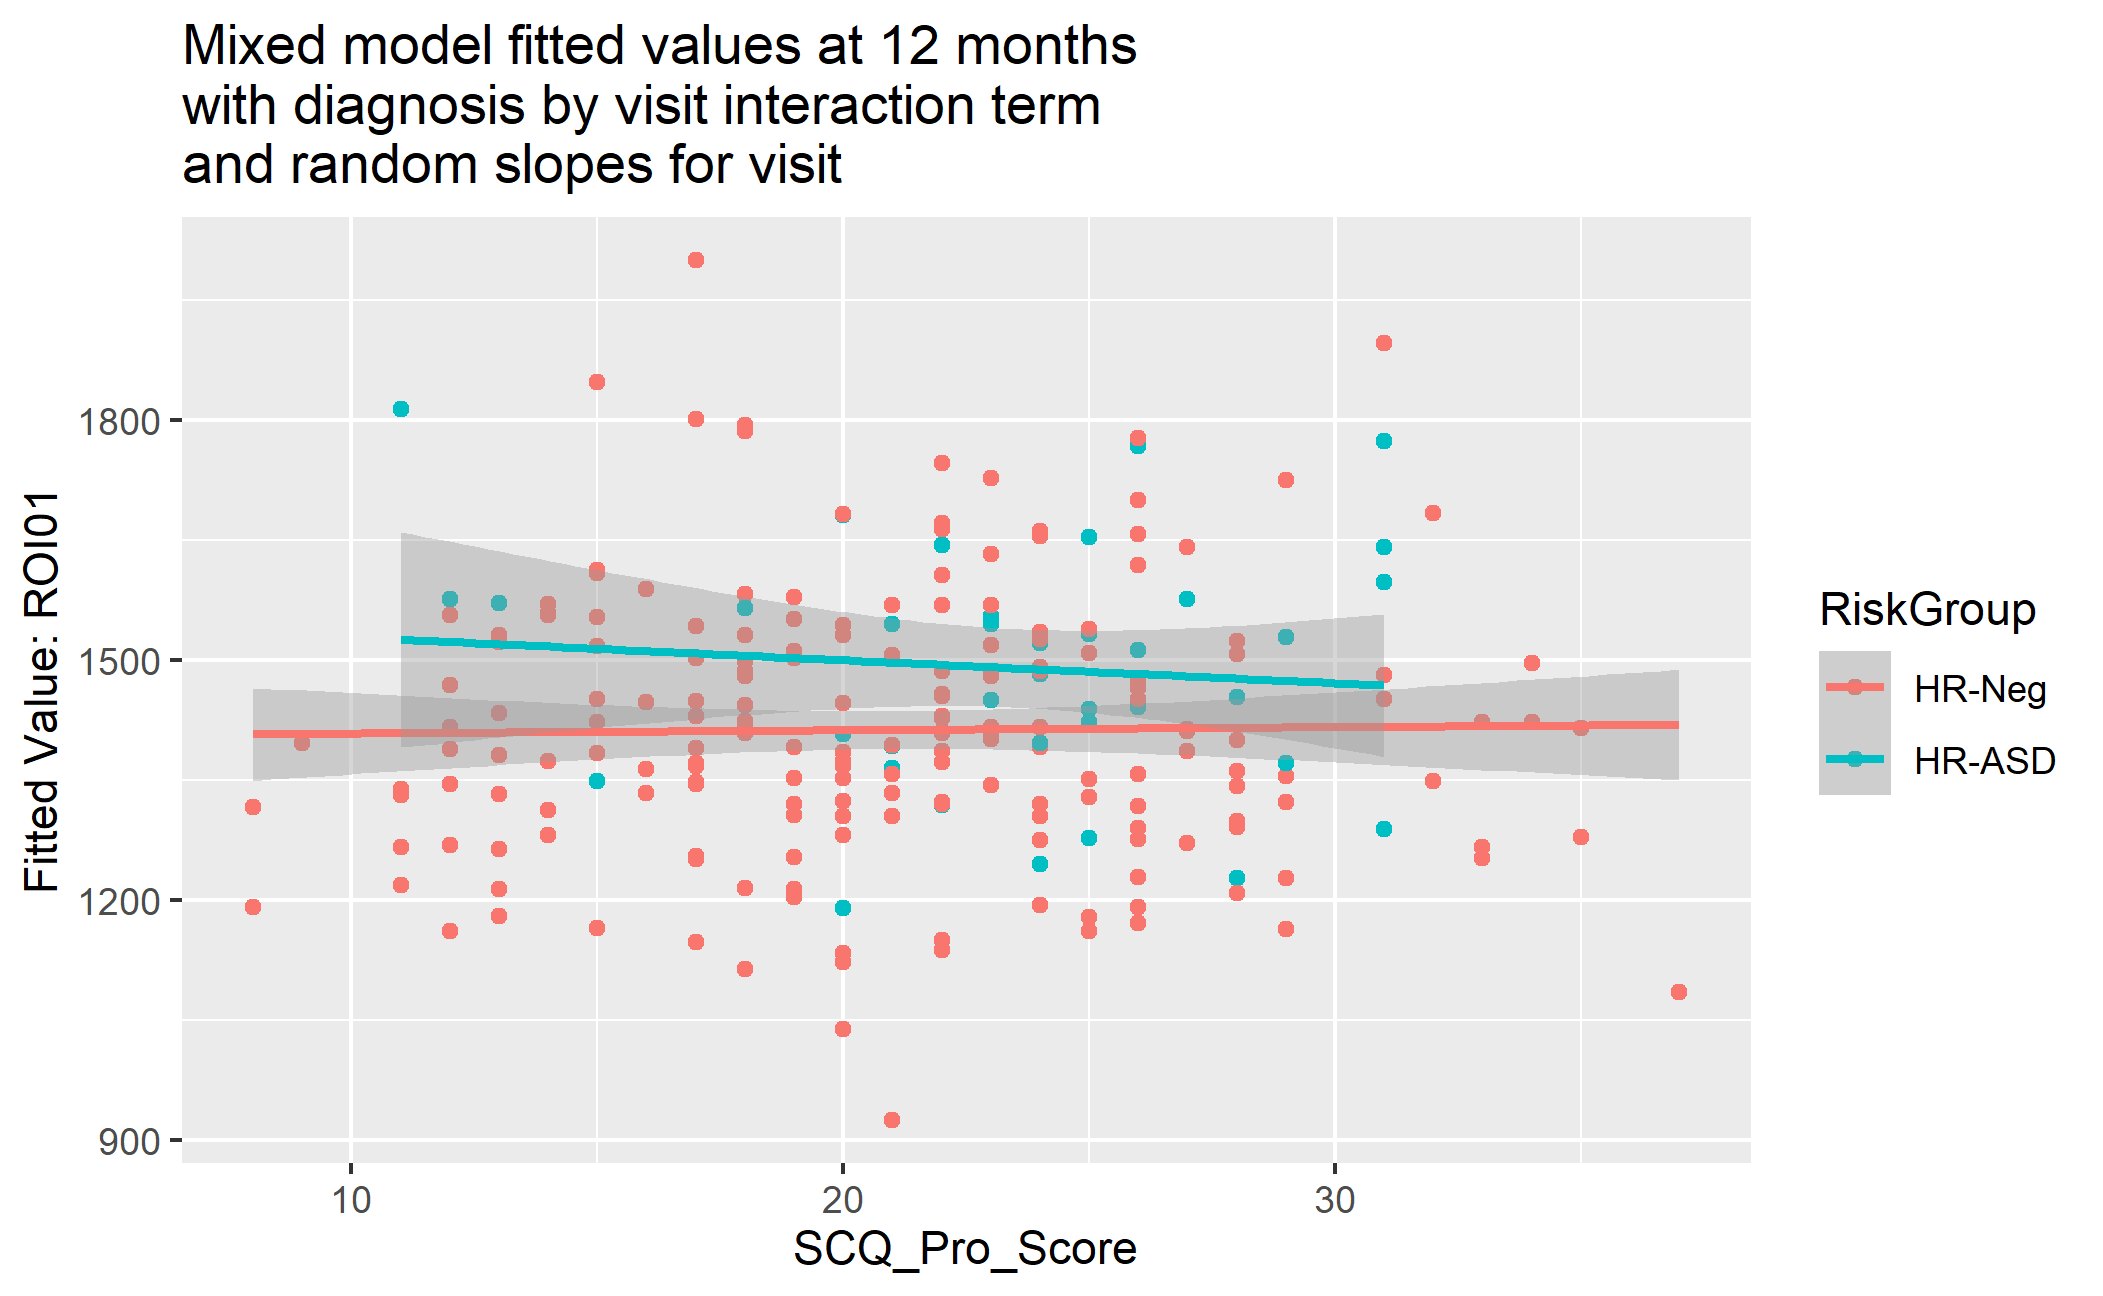 Mixed model fitted values at 12 months
with diagnosis by visit interaction term
and random slopes for visit
Fitted Value: ROI01
1800
1500
1200
900
10 20 30
SCQ_Pro_Score
RiskGroup
HR-Neg
HR-ASD